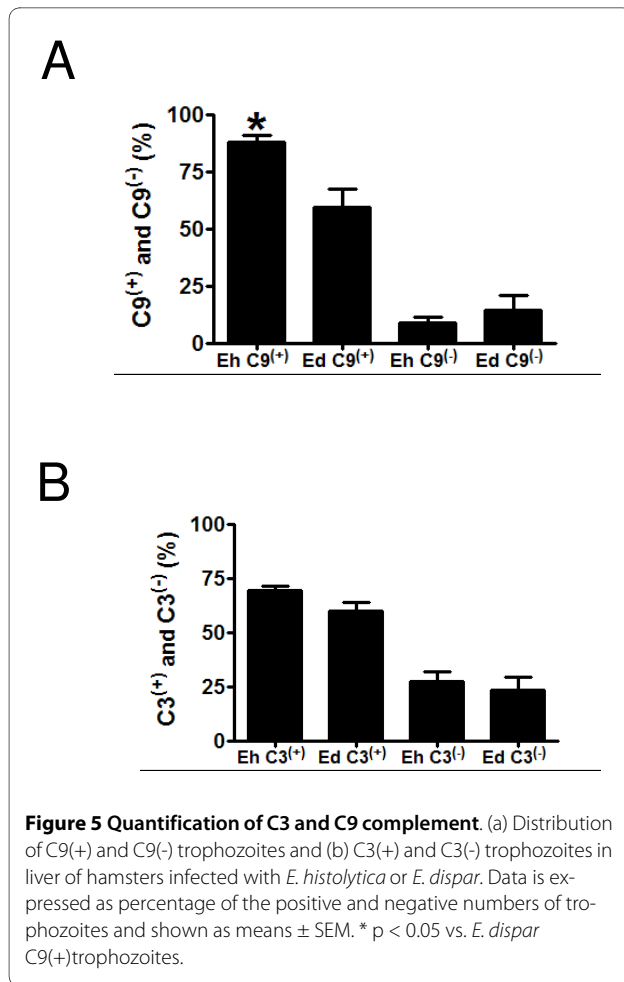 A
C9(+) and C9(-) (%)
100
*
75
50
25
0
Eh C9(+) Ed C9(+) Eh C9(-) Ed C9(-)
B
C3(+) and C3(-) (%)
100
75
50
25
0
Eh C3(+) Ed C3(+) Eh C3(-) Ed C3(-)
Figure 5 Quantification of C3 and C9 complement. (a) Distribution
of C9(+) and C9(-) trophozoites and (b) C3(+) and C3(-) trophozoites in
liver of hamsters infected with E. histolytica or E. dispar. Data is ex-
pressed as percentage of the positive and negative numbers of tro-
phozoites and shown as means ± SEM. * p < 0.05 vs. E. dispar
C9(+)trophozoites.